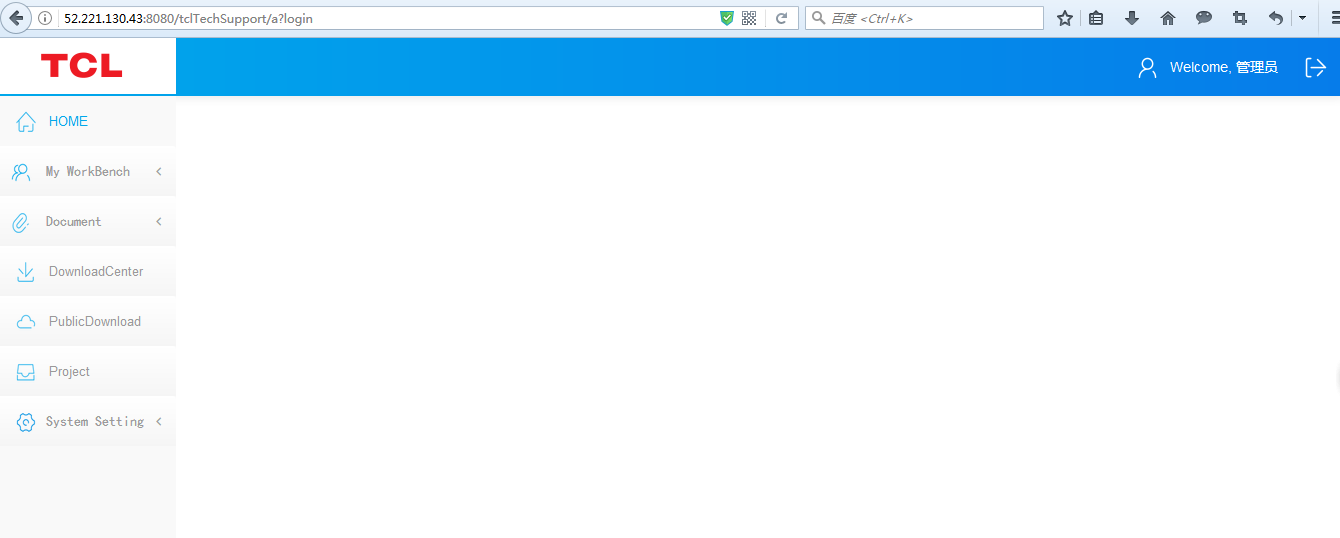 52.221.130.43:8080/tclTechSupport/a?login
百度 <Ctrl+K>
TCL
Welcome, 管理员
HOME
My WorkBench
Document
DownloadCenter
PublicDownload
Project
System Setting